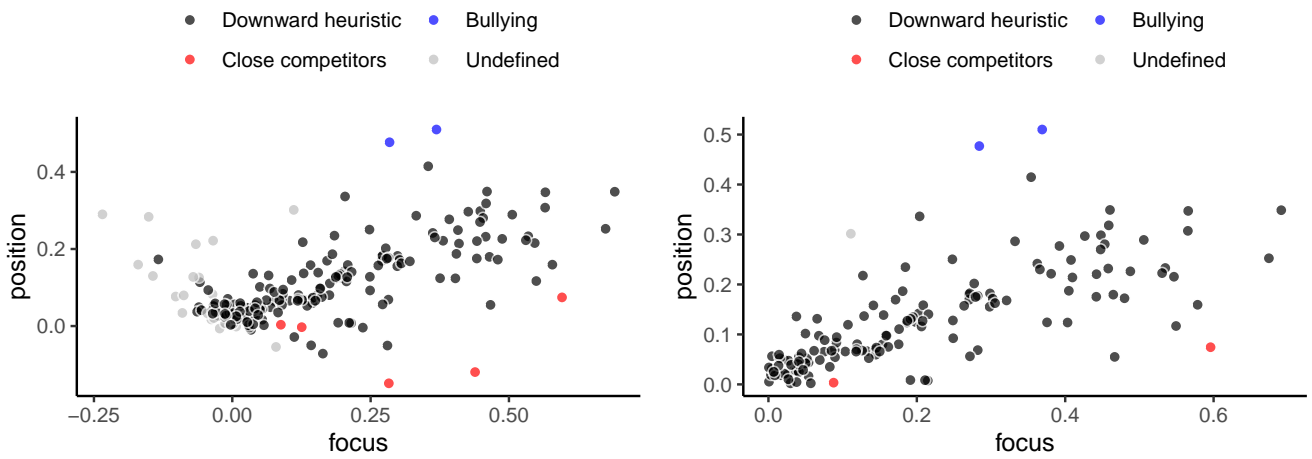 Downward heuristic
Bullying
Close competitors
Undefined
position
0.4
0.2
0.0
−0.25
0.00
0.25
0.50
focus
Downward heuristic
Bullying
Close competitors
Undefined
position
0.5
0.4
0.3
0.2
0.1
0.0
0.0
0.2
0.4
0.6
focus